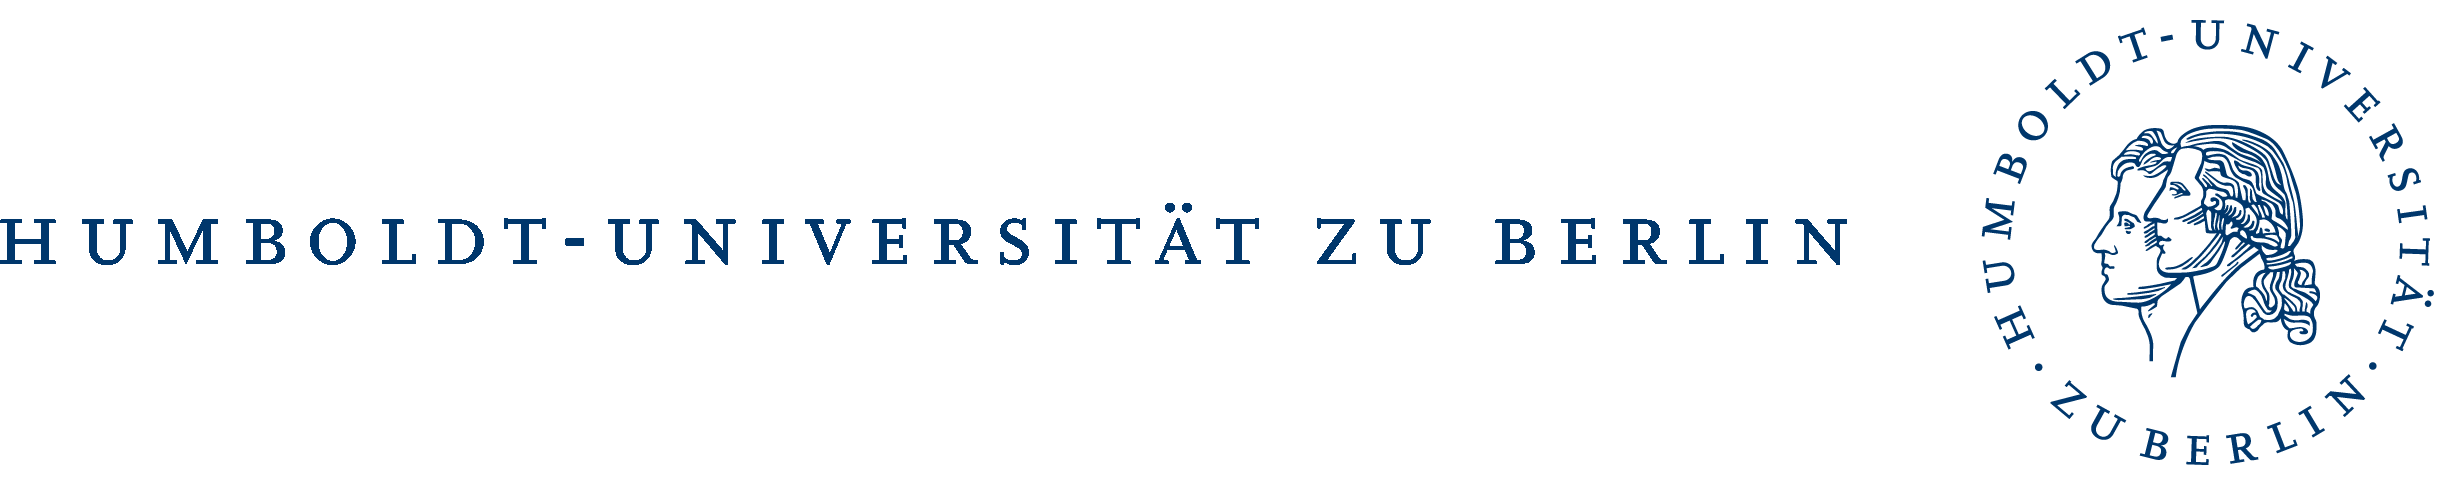 HUMBOLDT-UNIVERSITÄT ZU BERLIN
HUMBOLDT-UNIVERSITÄT
· ZU BERLIN ·